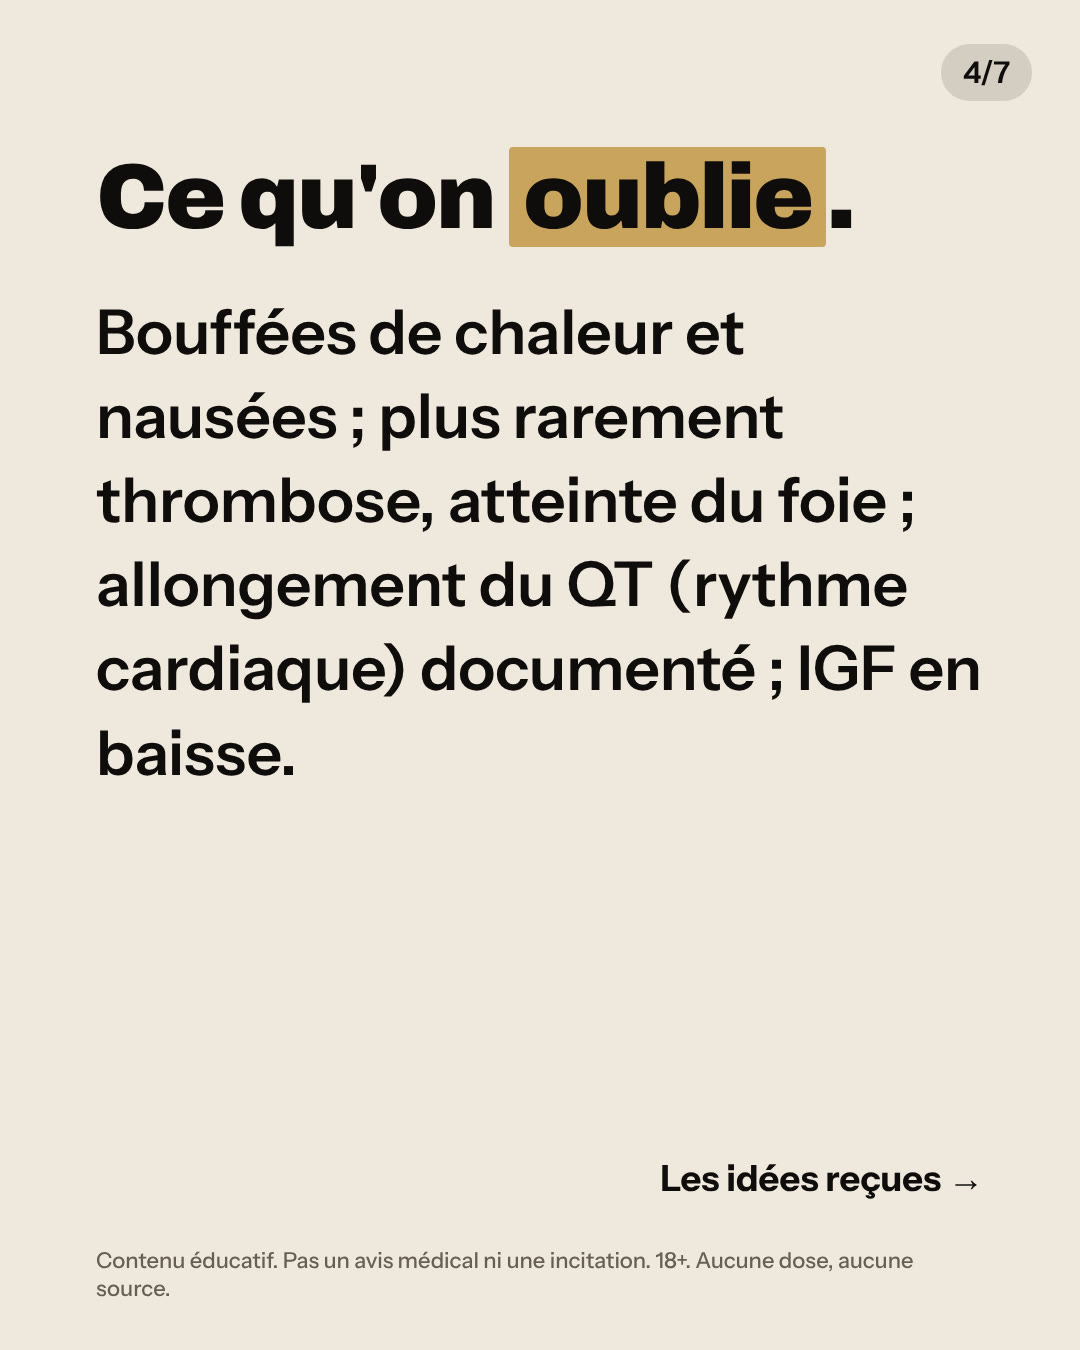 4/7
Ce qu'on oublie.
Bouffées de chaleur et
nausées ; plus rarement
thrombose, atteinte du foie ;
allongement du QT (rythme
cardiaque) documenté ; IGF en
baisse.
Les idées reçues →
Contenu éducatif. Pas un avis médical ni une incitation. 18+. Aucune dose, aucune
source.